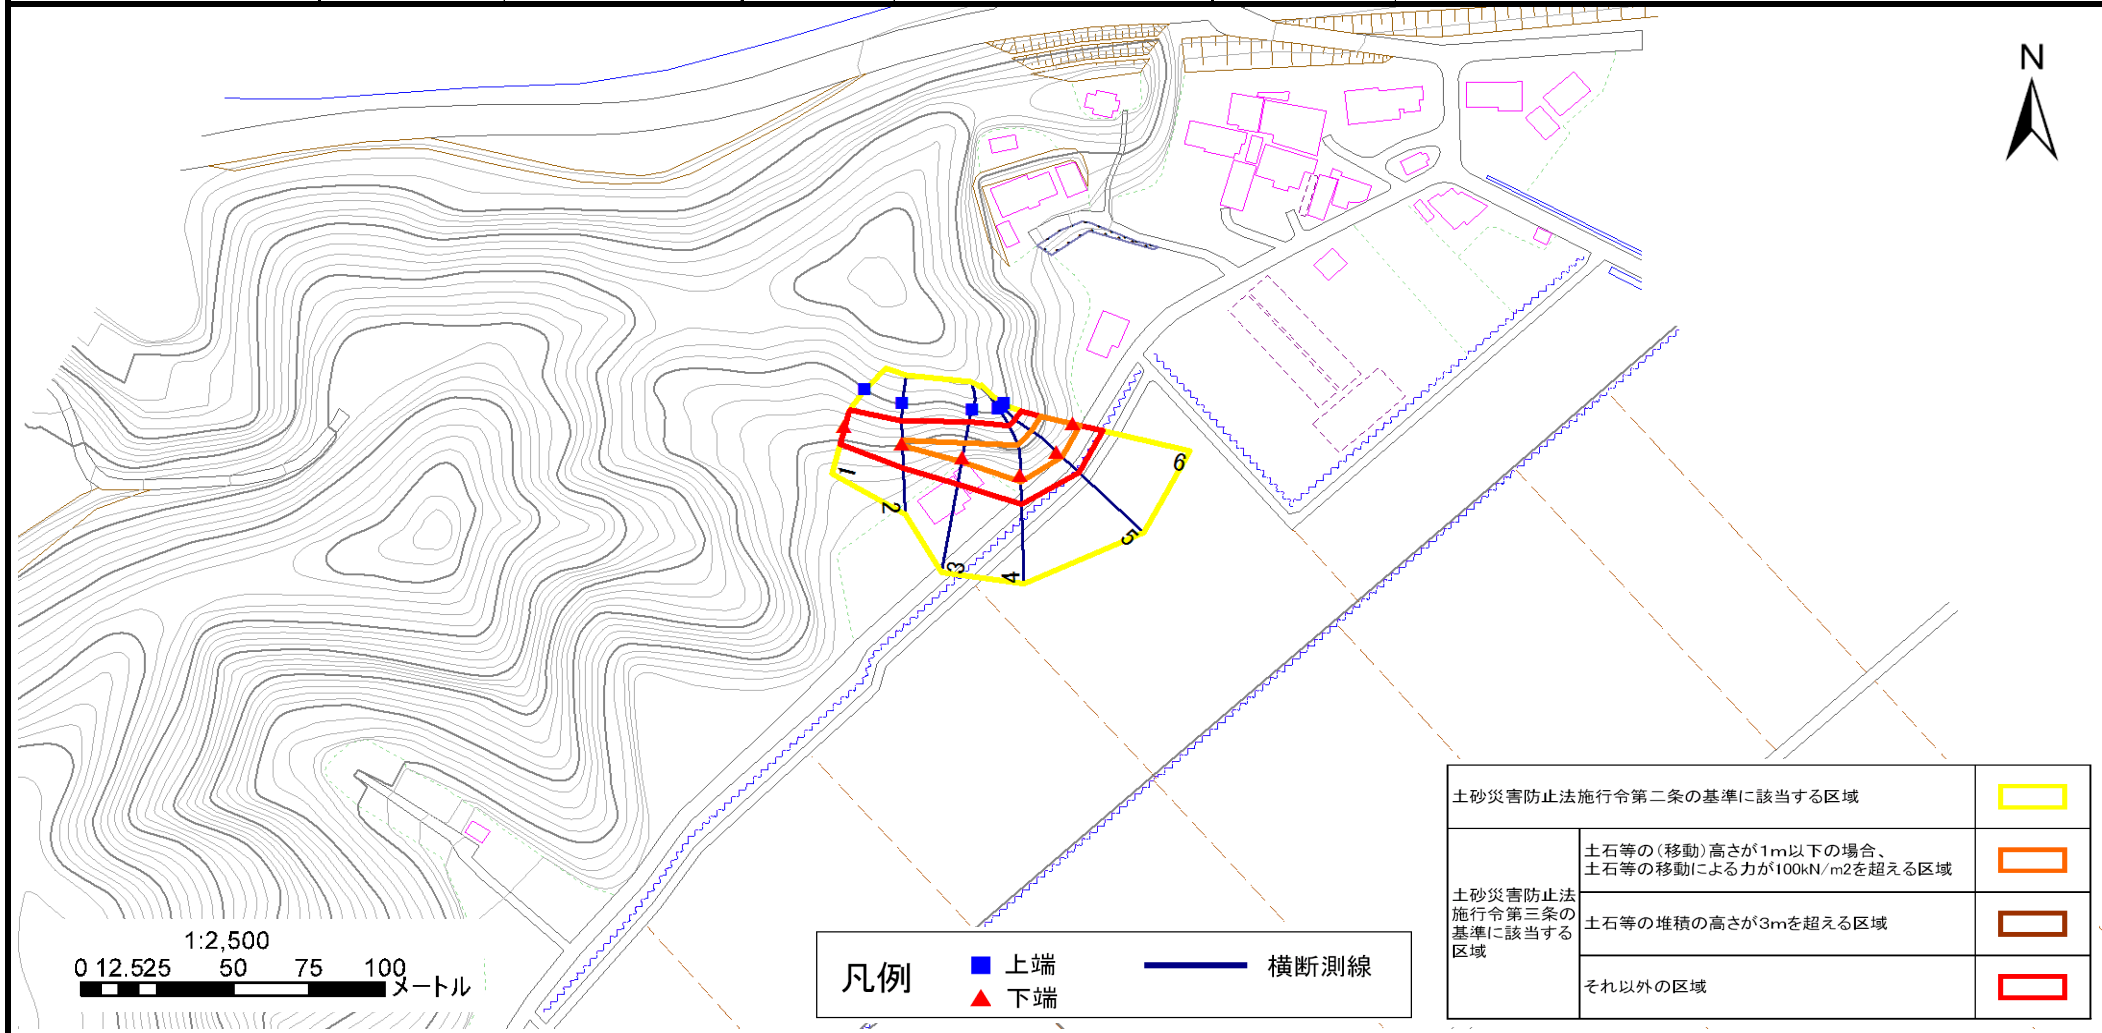 N
1
2
3
4
5
6
土砂災害防止法施行令第二条の基準に該当する区域
土砂災害防止法
施行令第三条の
基準に該当する
区域
土石等の(移動)高さが1m以下の場合、
土石等の移動による力が100kN/m2を超える区域
土石等の堆積の高さが3mを超える区域
それ以外の区域
1:2,500
0 12.525 50 75 100
メートル
凡例
上端
下端
横断測線